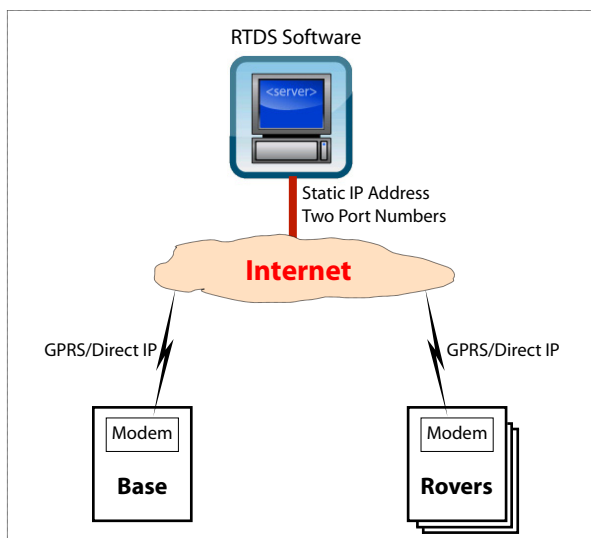 RTDS Software
<server>
Static IP Address
Two Port Numbers
Internet
GPRS/Direct IP
GPRS/Direct IP
Modem
Modem
Base
Rovers